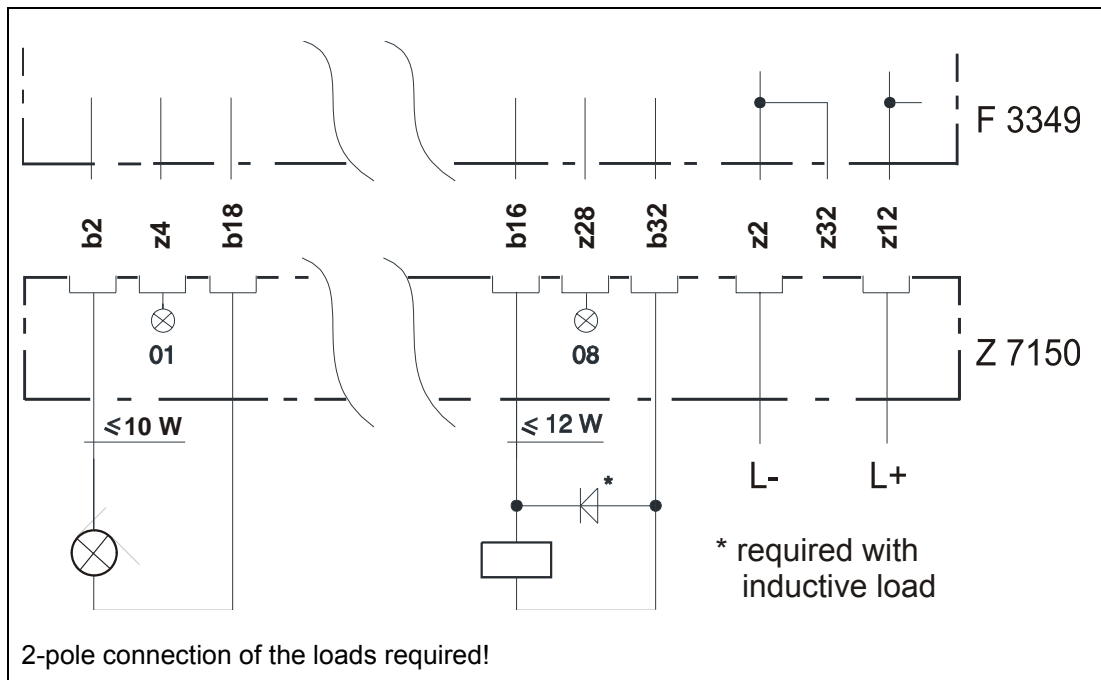 F 3349
b2 z4 b18 b16 z28 b32 z2 z32 z12
01 08
Z 7150
≤10 W ≤ 12 W
L- L+
*
* required with
inductive load
2-pole connection of the loads required!